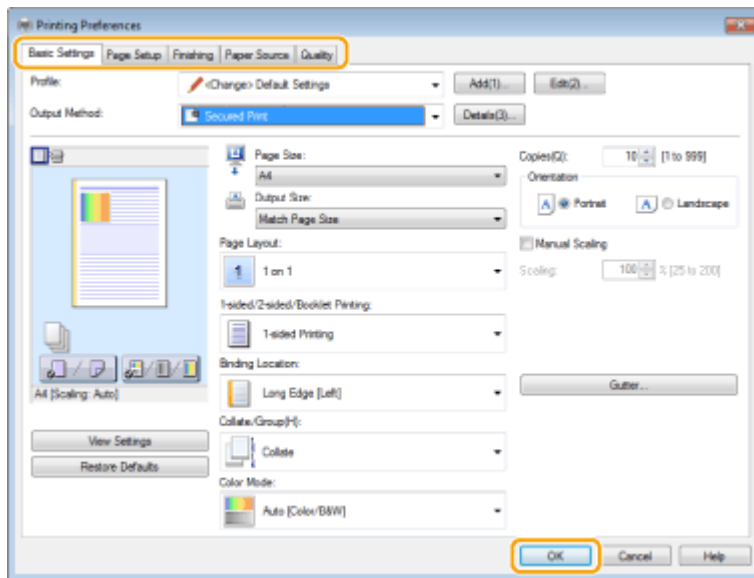 Printing Preferences
Basic Settings Page Setup Finishing Paper Source Quality
Profile: <Change> Default Settings Add(1)... Edit(2)...
Output Method: Secured Print Details(3)...
Page Size:
A4
Output Size:
Match Page Size
Page Layout:
1 1 on 1
1-sided/2-sided/Booklet Printing:
1-sided Printing
Binding Location:
Long Edge [Left]
Collate/Group(H):
Collate
Color Mode:
Auto [Color/B&W]
Copies(Q): 10 [1 to 999]
Orientation
A Portrait A Landscape
Manual Scaling
Scaling: 100 % [25 to 200]
Gutter...
A4 [Scaling: Auto]
View Settings
Restore Defaults
OK Cancel Help